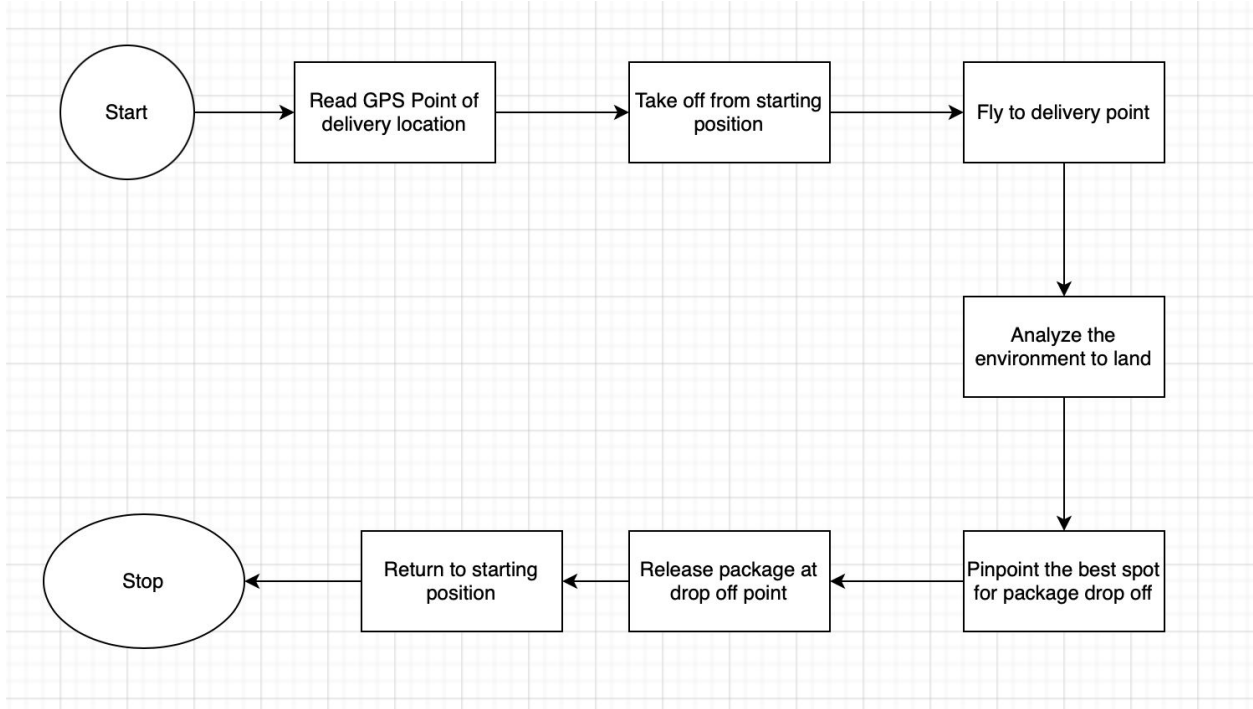 Start
Read GPS Point of
delivery location
Take off from starting
position
Fly to delivery point
Analyze the
environment to land
Pinpoint the best spot
for package drop off
Release package at
drop off point
Return to starting
position
Stop